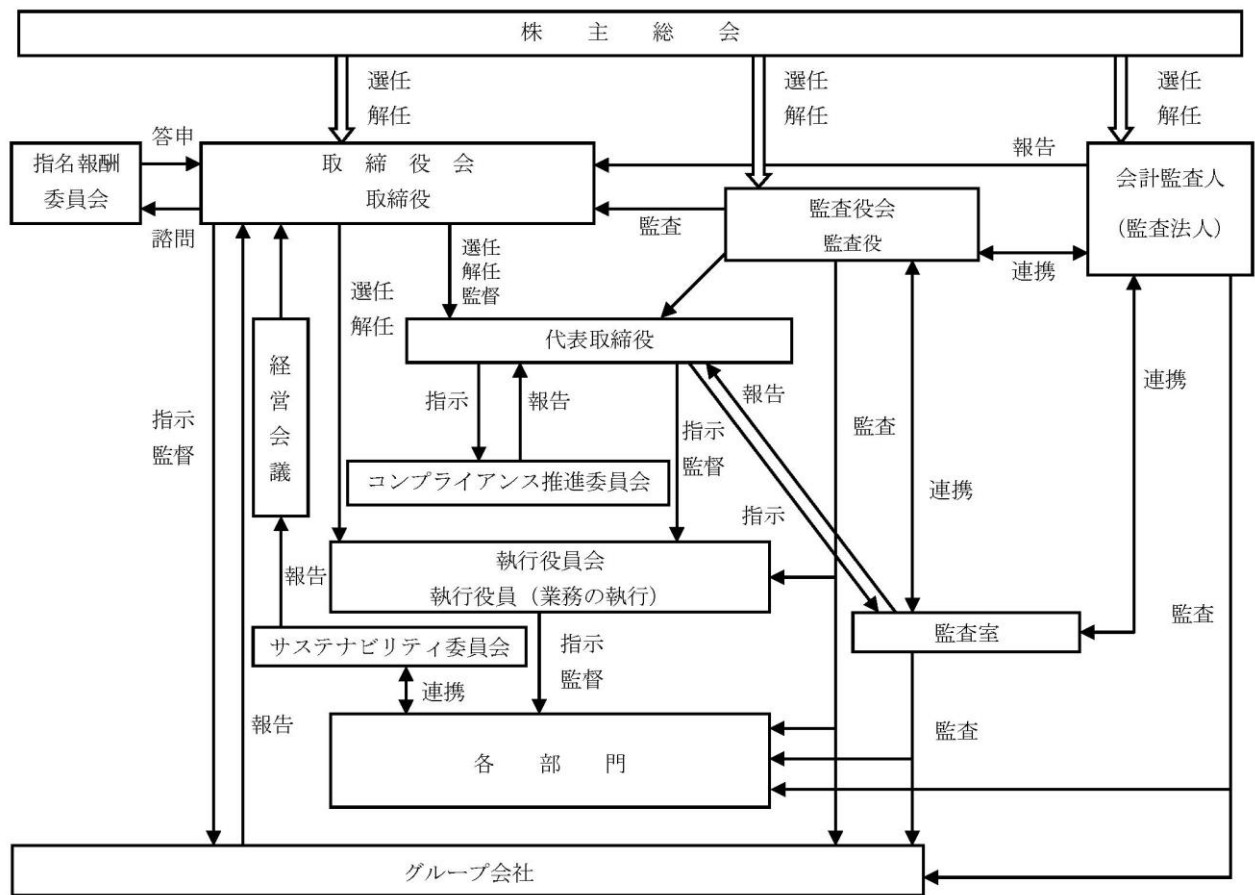 株 主 総 会
選任
解任
選任
解任
選任
解任
答申
指名報酬
委員会
諮問
取 締 役 会
取締役
報告
会計監査人
（監査法人）
監査
監査役会
監査役
連携
選任
解任
監督
選任
解任
代表取締役
経営会議
指示
監督
指示
報告
指示
監督
報告
監査
連携
コンプライアンス推進委員会
指示
連携
執行役員会
執行役員（業務の執行）
報告
サステナビリティ委員会
指示
監督
監査室
監査
連携
報告
各 部 門
監査
グループ会社